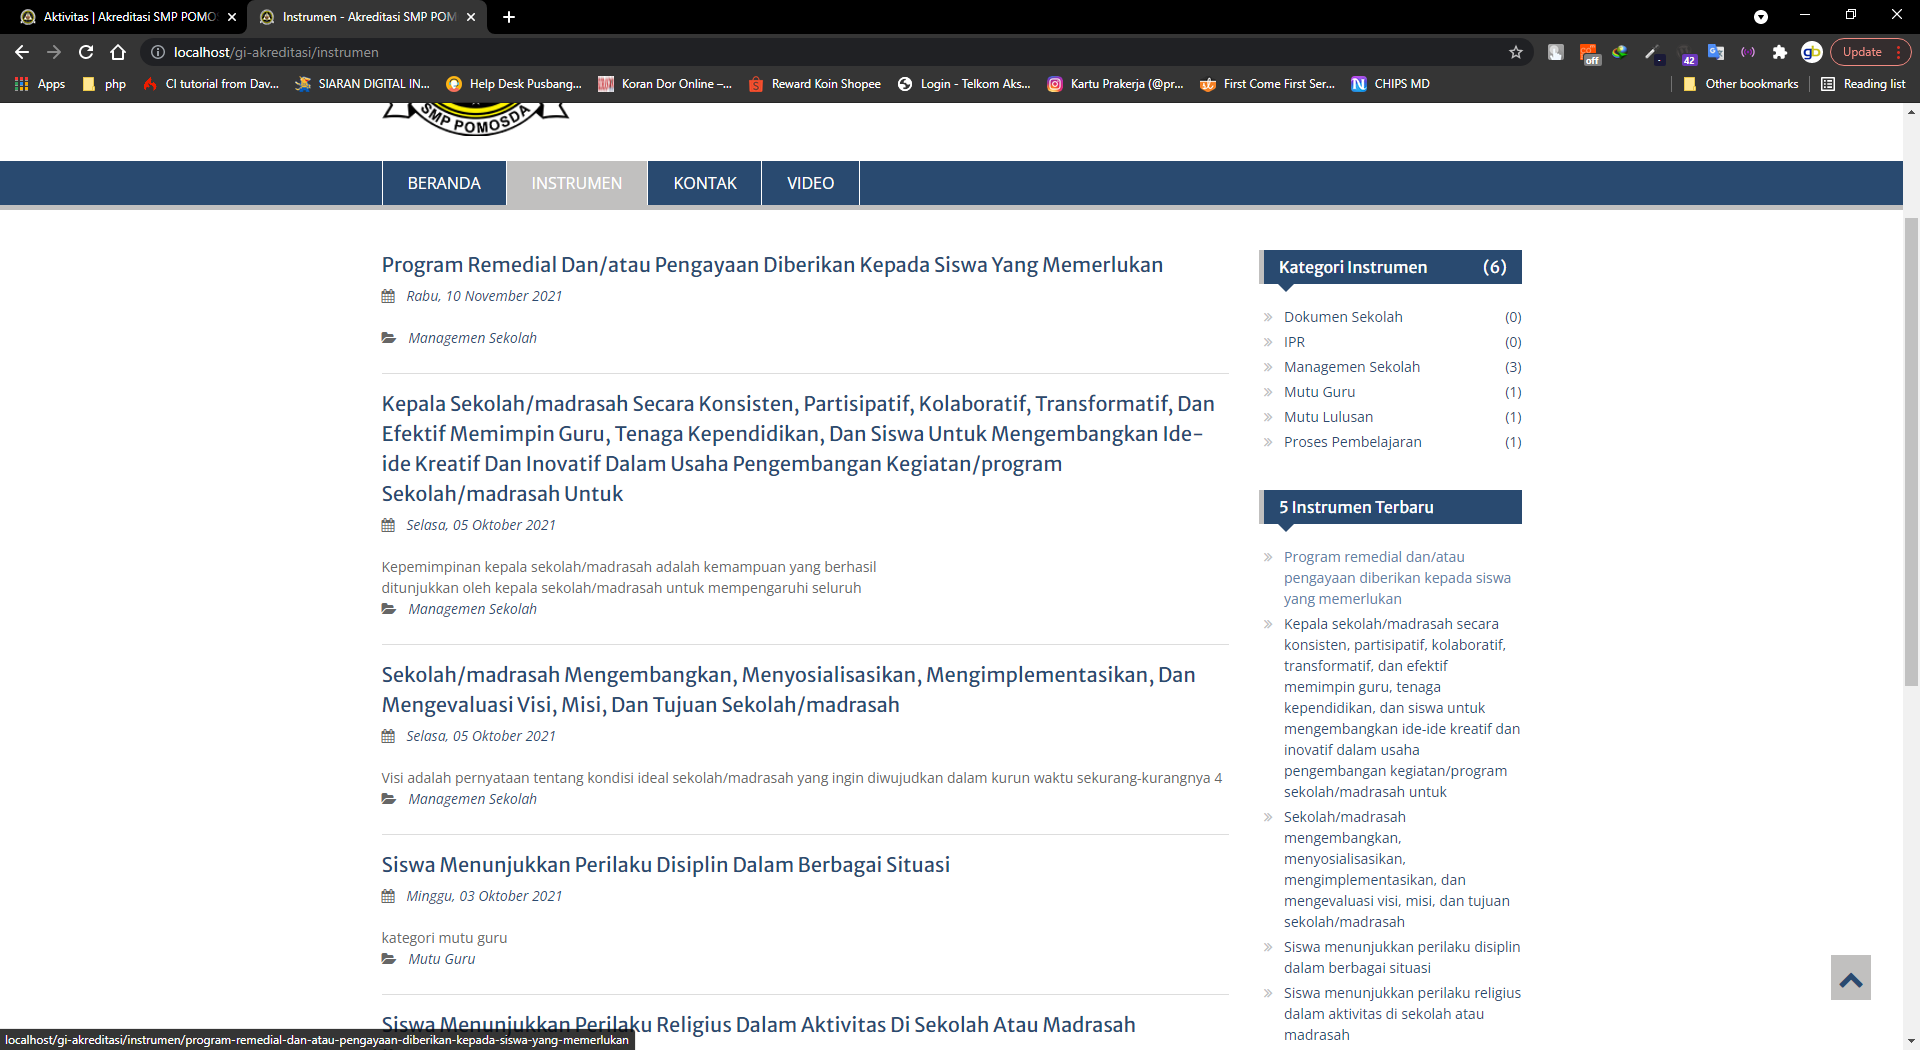 Aktivitas | Akreditasi SMP POMO
Instrumen - Akreditasi SMP POM
localhost/gi-akreditasi/instrumen
off
42
Update
Apps
php
CI tutorial from Dav...
SIARAN DIGITAL IN...
Help Desk Pusbang...
Koran Dor Online –...
Reward Koin Shopee
Login - Telkom Aks...
Kartu Prakerja (@pr...
First Come First Ser...
CHIPS MD
Other bookmarks
Reading list
SMP POMOSDA
BERANDA
INSTRUMEN
KONTAK
VIDEO
Program Remedial Dan/atau Pengayaan Diberikan Kepada Siswa Yang Memerlukan
Rabu, 10 November 2021
Managemen Sekolah
Kepala Sekolah/madrasah Secara Konsisten, Partisipatif, Kolaboratif, Transformatif, Dan
Efektif Memimpin Guru, Tenaga Kependidikan, Dan Siswa Untuk Mengembangkan Ide-
ide Kreatif Dan Inovatif Dalam Usaha Pengembangan Kegiatan/program
Sekolah/madrasah Untuk
Selasa, 05 Oktober 2021
Kepemimpinan kepala sekolah/madrasah adalah kemampuan yang berhasil
ditunjukkan oleh kepala sekolah/madrasah untuk mempengaruhi seluruh
Managemen Sekolah
Sekolah/madrasah Mengembangkan, Menyosialisasikan, Mengimplementasikan, Dan
Mengevaluasi Visi, Misi, Dan Tujuan Sekolah/madrasah
Selasa, 05 Oktober 2021
Visi adalah pernyataan tentang kondisi ideal sekolah/madrasah yang ingin diwujudkan dalam kurun waktu sekurang-kurangnya 4
Managemen Sekolah
Siswa Menunjukkan Perilaku Disiplin Dalam Berbagai Situasi
Minggu, 03 Oktober 2021
kategori mutu guru
Mutu Guru
Siswa Menunjukkan Perilaku Religius Dalam Aktivitas Di Sekolah Atau Madrasah
Kategori Instrumen (6)
Dokumen Sekolah (0)
IPR (0)
Managemen Sekolah (3)
Mutu Guru (1)
Mutu Lulusan (1)
Proses Pembelajaran (1)
5 Instrumen Terbaru
Program remedial dan/atau
pengayaan diberikan kepada siswa
yang memerlukan
Kepala sekolah/madrasah secara
konsisten, partisipatif, kolaboratif,
transformatif, dan efektif
memimpin guru, tenaga
kependidikan, dan siswa untuk
mengembangkan ide-ide kreatif dan
inovatif dalam usaha
pengembangan kegiatan/program
sekolah/madrasah untuk
Sekolah/madrasah
mengembangkan,
menyosialisasikan,
mengimplementasikan, dan
mengevaluasi visi, misi, dan tujuan
sekolah/madrasah
Siswa menunjukkan perilaku disiplin
dalam berbagai situasi
Siswa menunjukkan perilaku religius
dalam aktivitas di sekolah atau
madrasah
localhost/gi-akreditasi/instrumen/program-remedial-dan-atau-pengayaan-diberikan-kepada-siswa-yang-memerlukan